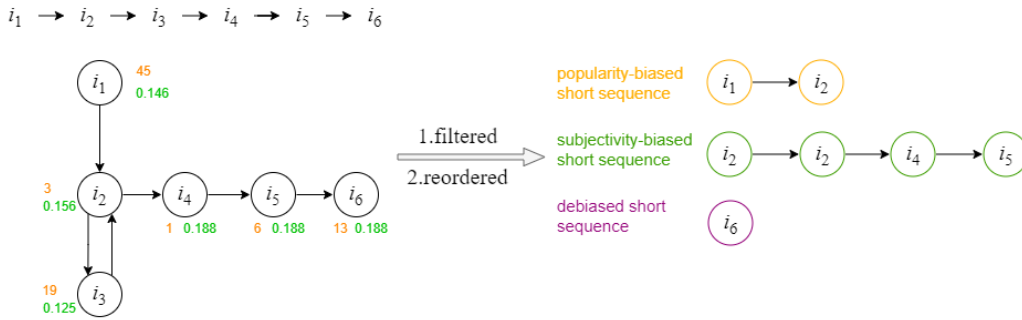 i1 → i2 → i3 → i4 → i5 → i6
i1
45
0.146
popularity-biased
short sequence
i1
i2
1.filtered
2.reordered
subjectivity-biased
short sequence
i2
i2
i4
i5
3
0.156
i2
i4
i5
i6
1 0.188
6 0.188
13 0.188
debiased short
sequence
i6
19
0.125
i3